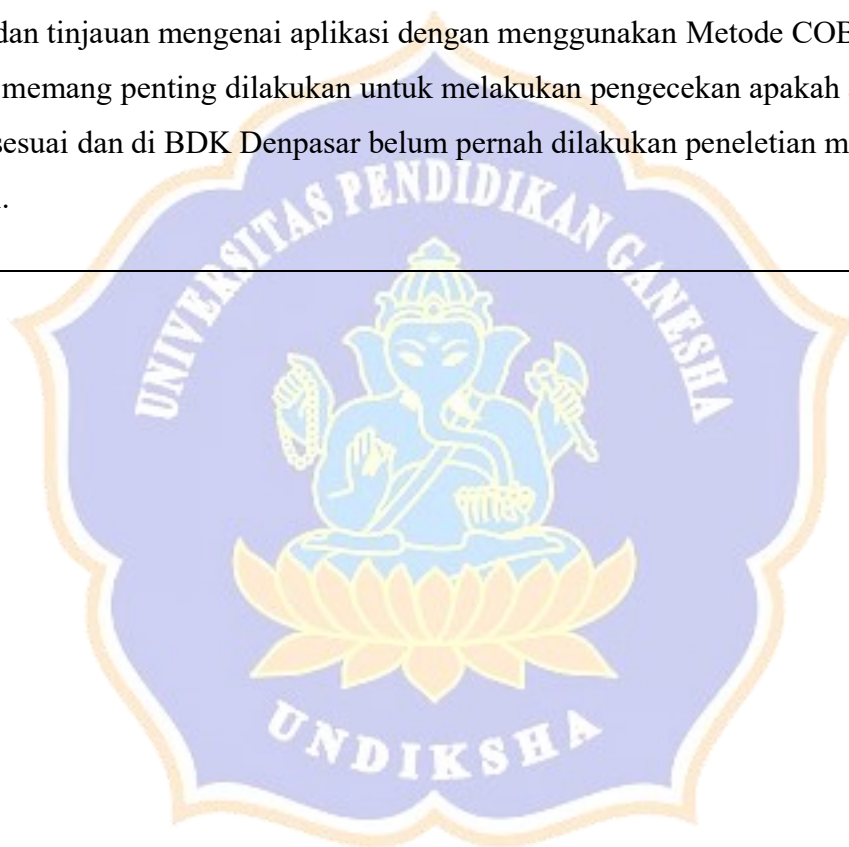 dan tinjauan mengenai aplikasi dengan menggunakan Metode COB
memang penting dilakukan untuk melakukan pengecekan apakah
sesuai dan di BDK Denpasar belum pernah dilakukan peneletian m
.
UNIVERSITAS PENDIDIKAN GANESHA
UNDIKSHA